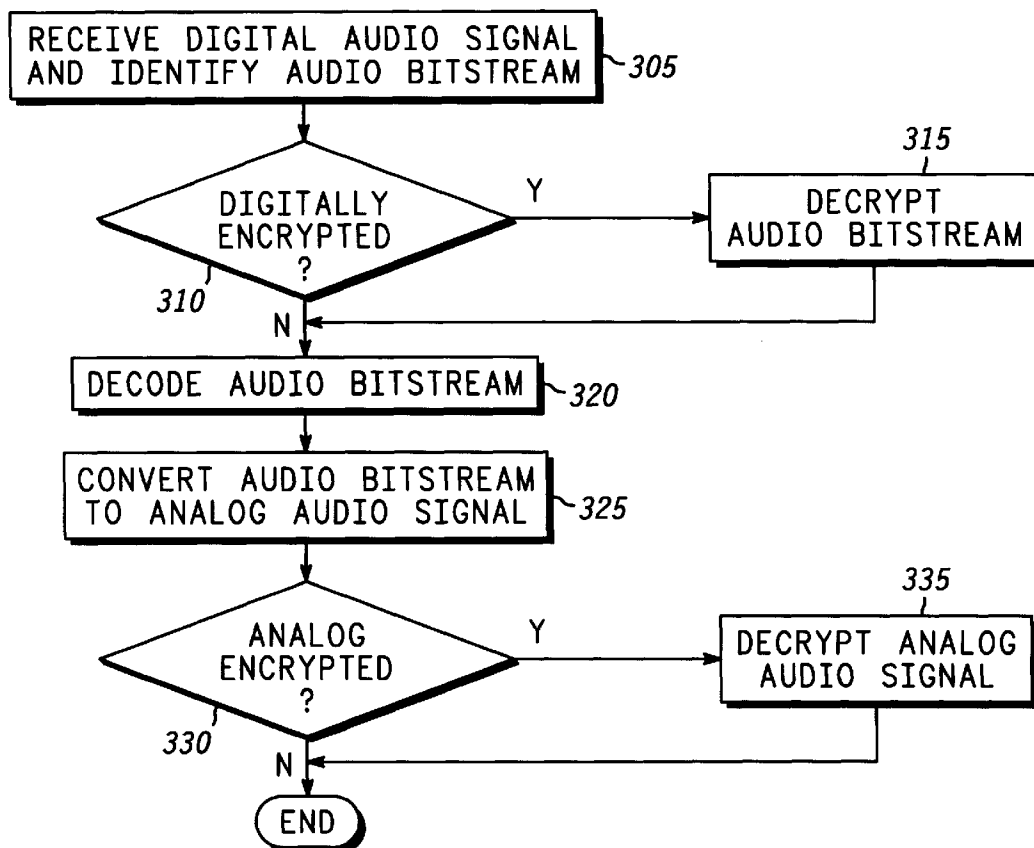 RECEIVE DIGITAL AUDIO SIGNAL
AND IDENTIFY AUDIO BITSTREAM
305
DIGITALLY
ENCRYPTED
?
310
Y
315
DECRYPT
AUDIO BITSTREAM
N
DECODE AUDIO BITSTREAM
320
CONVERT AUDIO BITSTREAM
TO ANALOG AUDIO SIGNAL
325
ANALOG
ENCRYPTED
?
330
Y
335
DECRYPT ANALOG
AUDIO SIGNAL
N
END